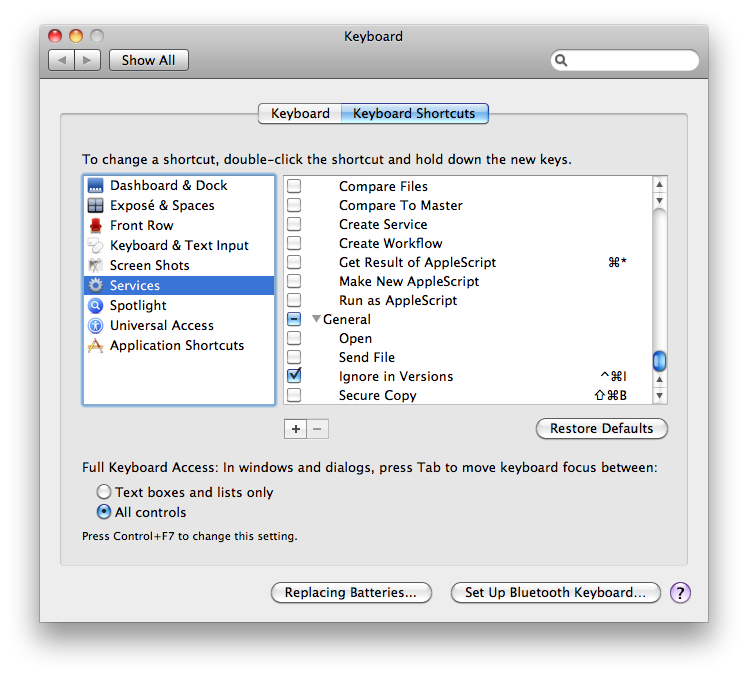 Keyboard
Show All
Keyboard Keyboard Shortcuts
To change a shortcut, double-click the shortcut and hold down the new keys.
Dashboard & Dock
Exposé & Spaces
Front Row
Keyboard & Text Input
Screen Shots
Services
Spotlight
Universal Access
Application Shortcuts
Compare Files
Compare To Master
Create Service
Create Workflow
Get Result of AppleScript ⌘*
Make New AppleScript
Run as AppleScript
General
Open
Send File
Ignore in Versions ^⌘I
Secure Copy ⇧⌘B
+ −
Restore Defaults
Full Keyboard Access: In windows and dialogs, press Tab to move keyboard focus between:
Text boxes and lists only
All controls
Press Control+F7 to change this setting.
Replacing Batteries... Set Up Bluetooth Keyboard... ?